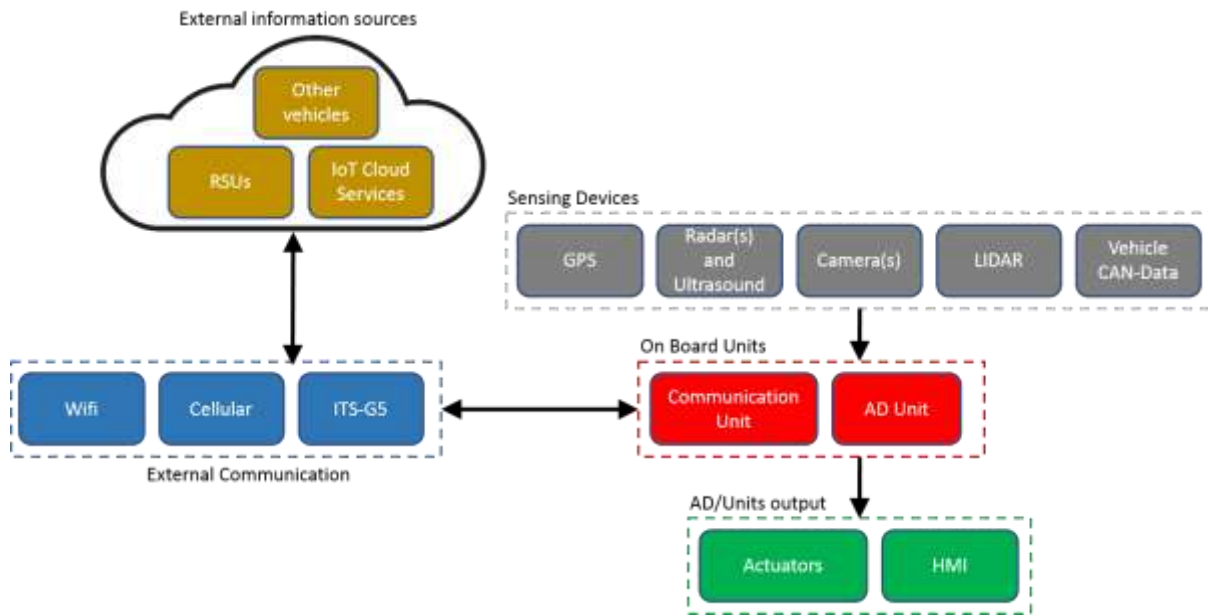 External information sources
Other
vehicles
RSUs
IoT Cloud
Services
Sensing Devices
GPS
Radar(s)
and
Ultrasound
Camera(s)
LIDAR
Vehicle
CAN-Data
On Board Units
Wifi
Cellular
ITS-G5
Communication
Unit
AD Unit
External Communication
AD/Units output
Actuators
HMI